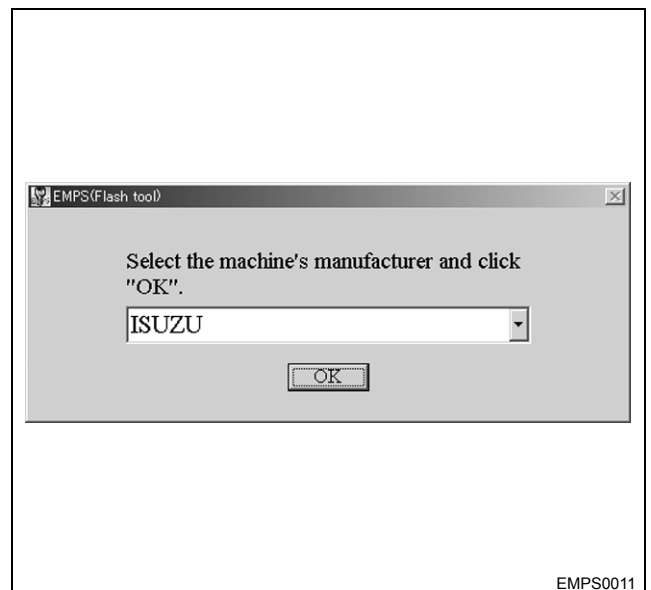 EMPS(Flash tool)
Select the machine's manufacturer and click
"OK".
ISUZU
OK
EMPS0011